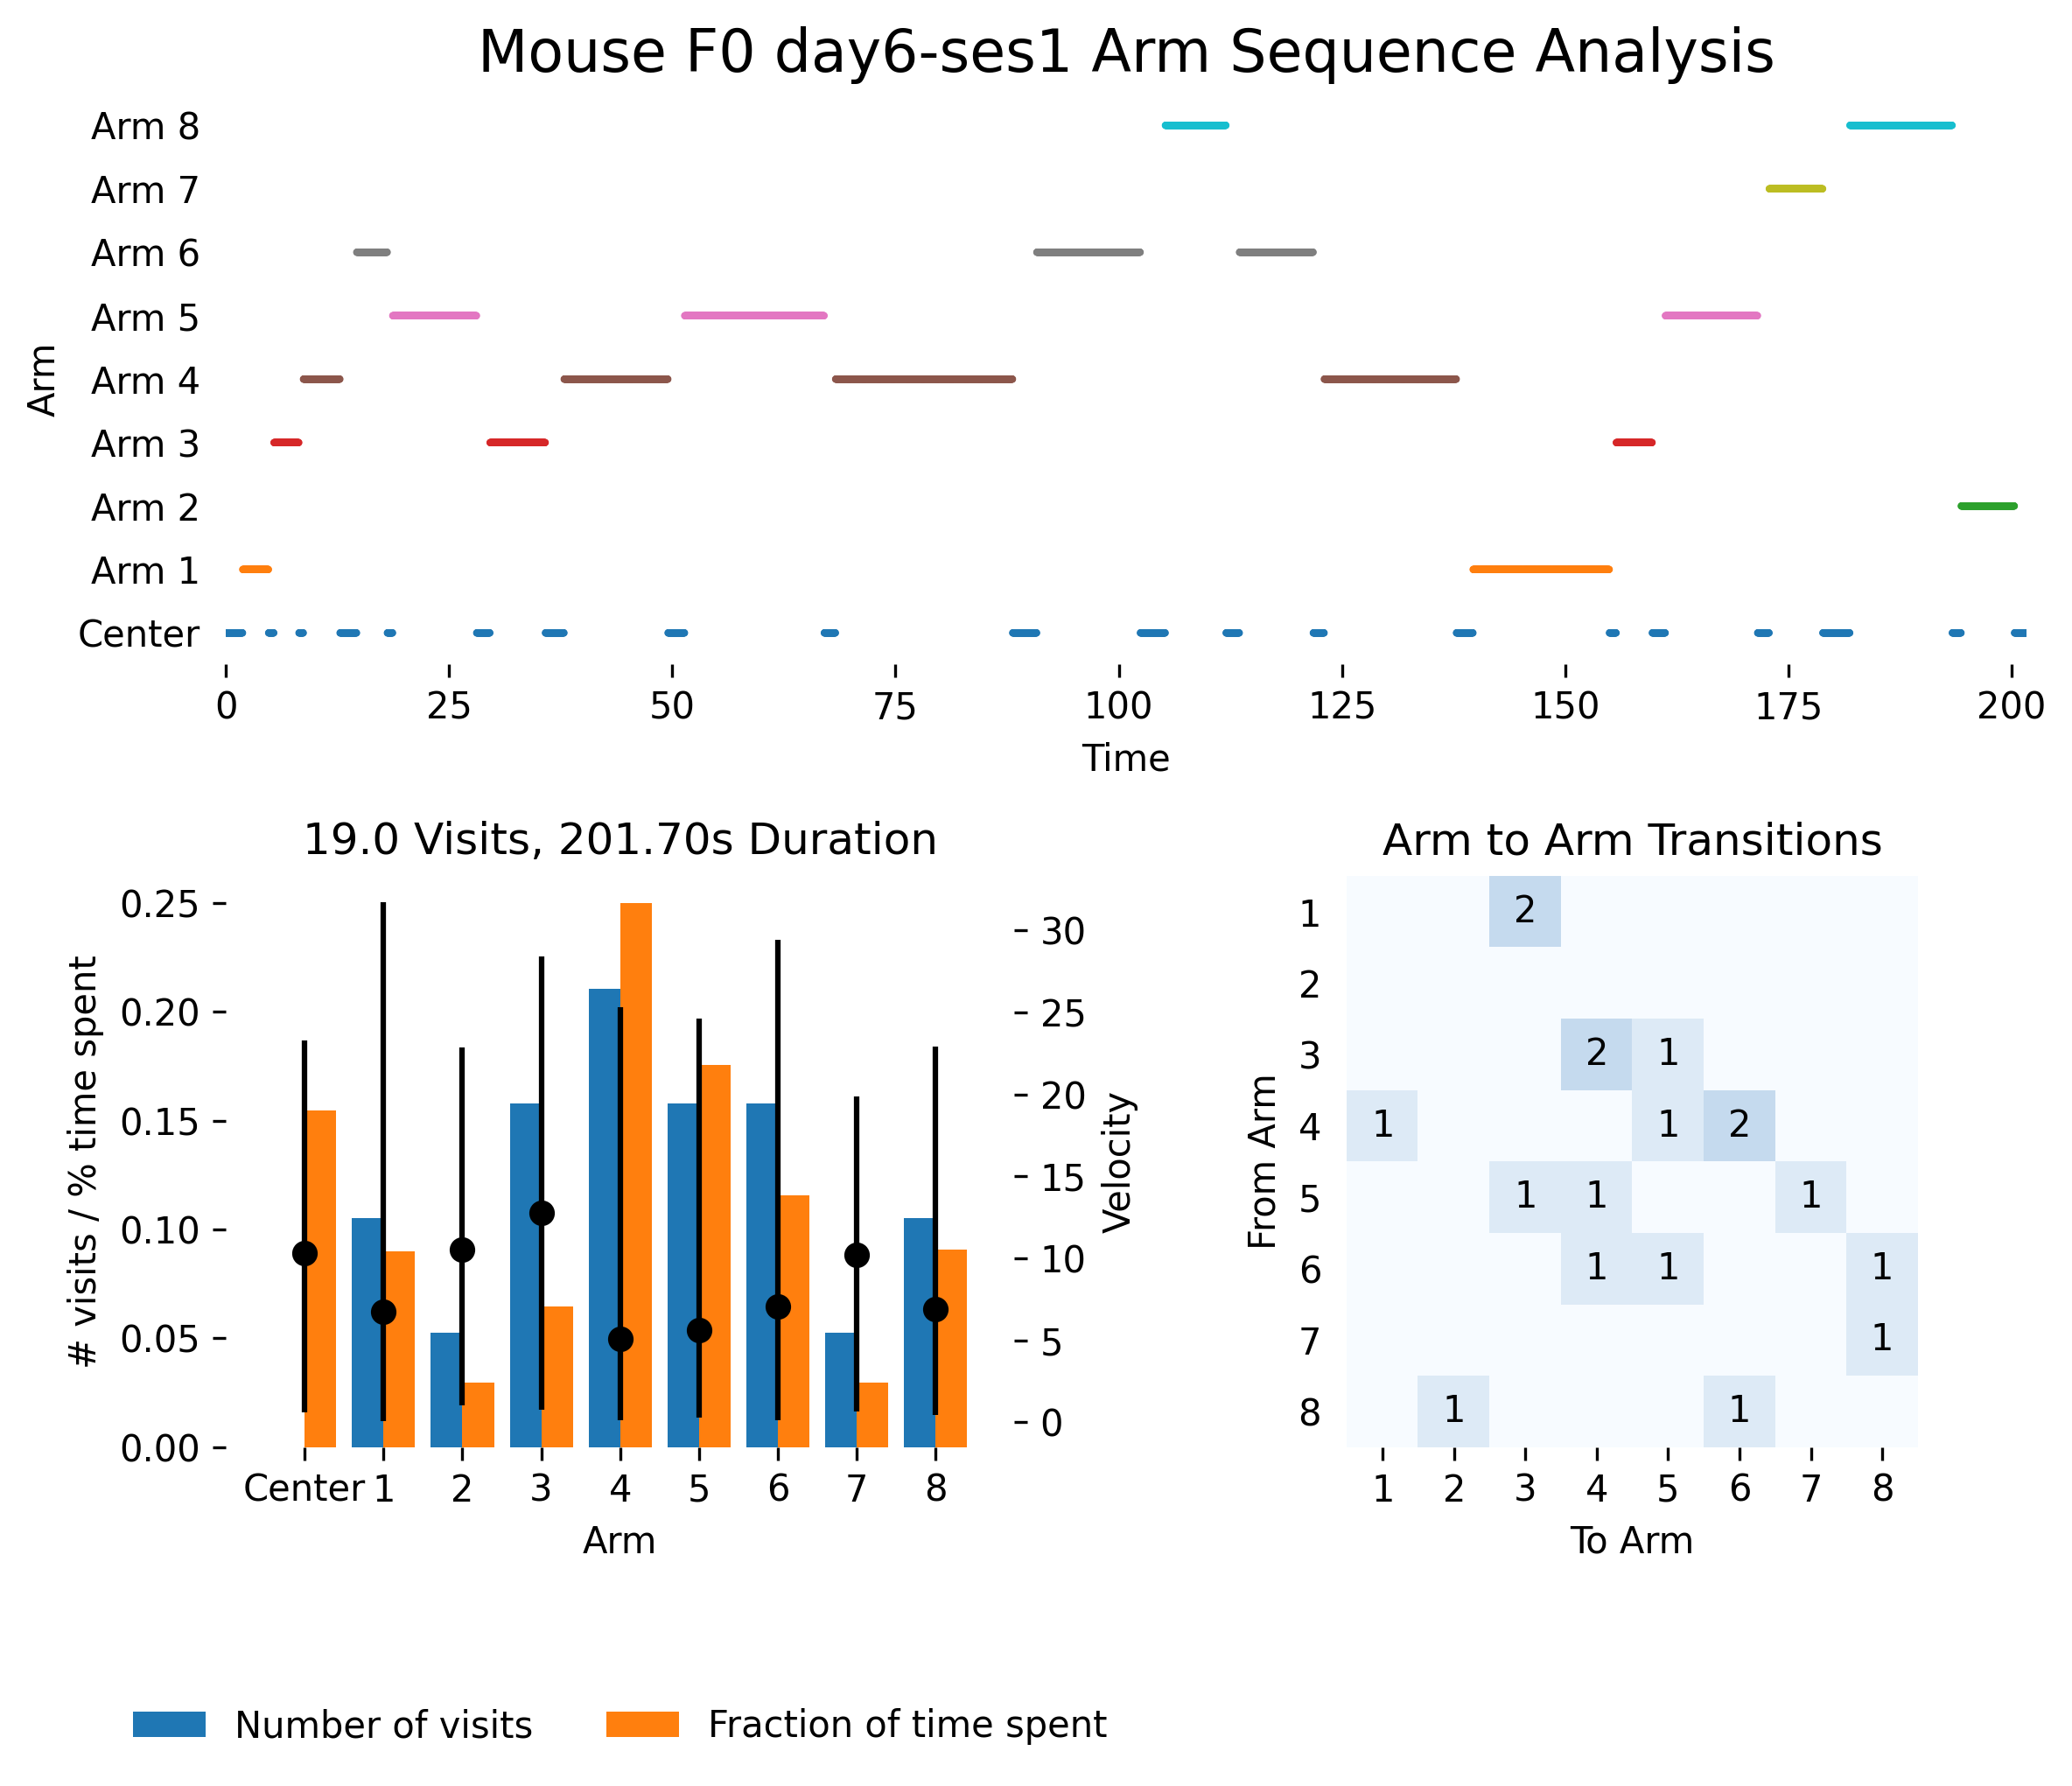 Mouse F0 day6-ses1 Arm Sequence Analysis
Arm
Arm 8
Arm 7
Arm 6
Arm 5
Arm 4
Arm 3
Arm 2
Arm 1
Center
0 25 50 75 100 125 150 175 200
Time
19.0 Visits, 201.70s Duration
# visits / % time spent
0.25
0.20
0.15
0.10
0.05
0.00
30
25
20
15
10
5
0
Velocity
Center 1 2 3 4 5 6 7 8
Arm
Arm to Arm Transitions
From Arm
1 2
2
3 2 1
4 1 1 2
5 1 1 1
6 1 1 1
7 1
8 1 1
1 2 3 4 5 6 7 8
To Arm
Number of visits Fraction of time spent